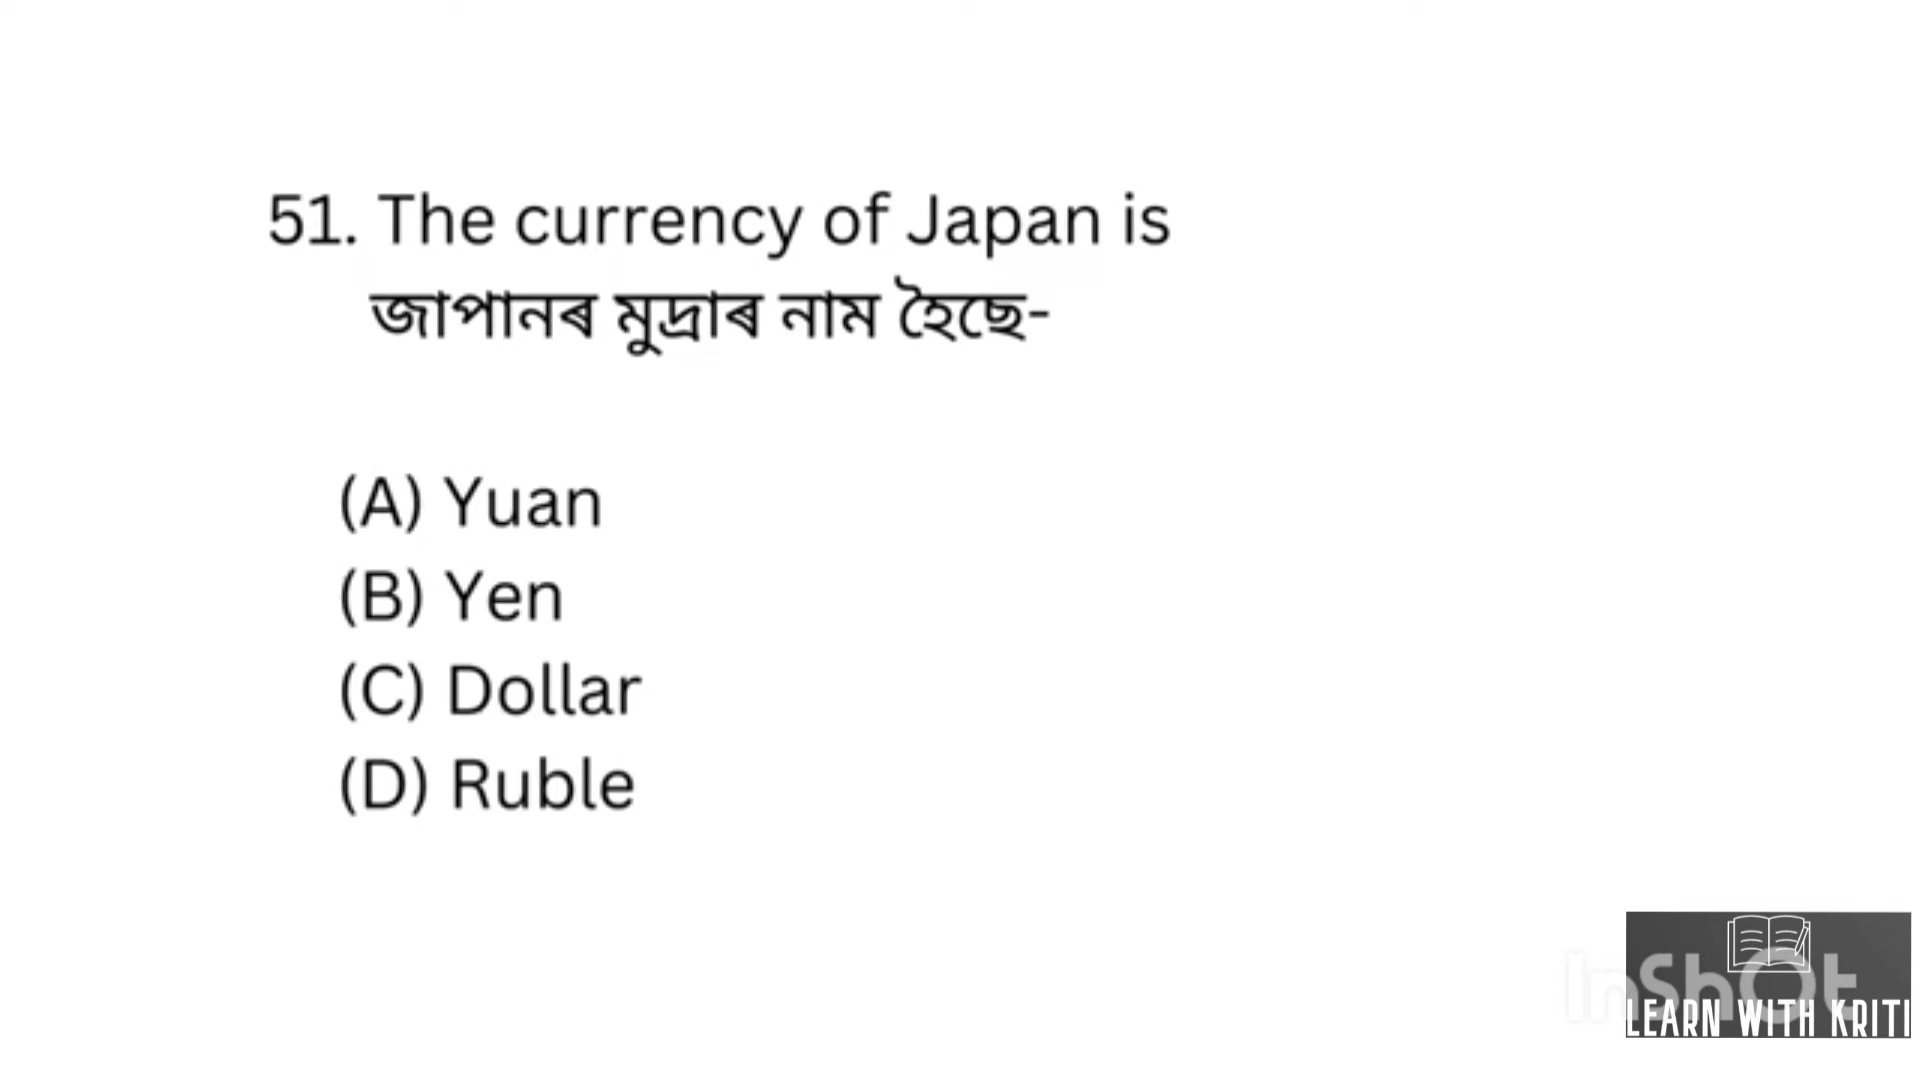 51. The currency of Japan is
জাপানৰ মুদ্ৰাৰ নাম হৈছে-
(A) Yuan
(B) Yen
(C) Dollar
(D) Ruble
InShOt
LEARN WITH KRITI